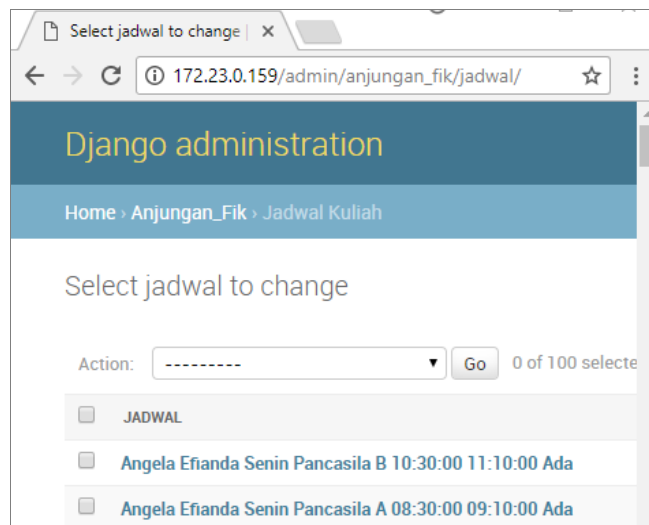 Select jadwal to change
172.23.0.159/admin/anjungan_fik/jadwal/
Django administration
Home › Anjungan_Fik › Jadwal Kuliah
Select jadwal to change
Action: --------- Go 0 of 100 selecte
JADWAL
Angela Efianda Senin Pancasila B 10:30:00 11:10:00 Ada
Angela Efianda Senin Pancasila A 08:30:00 09:10:00 Ada